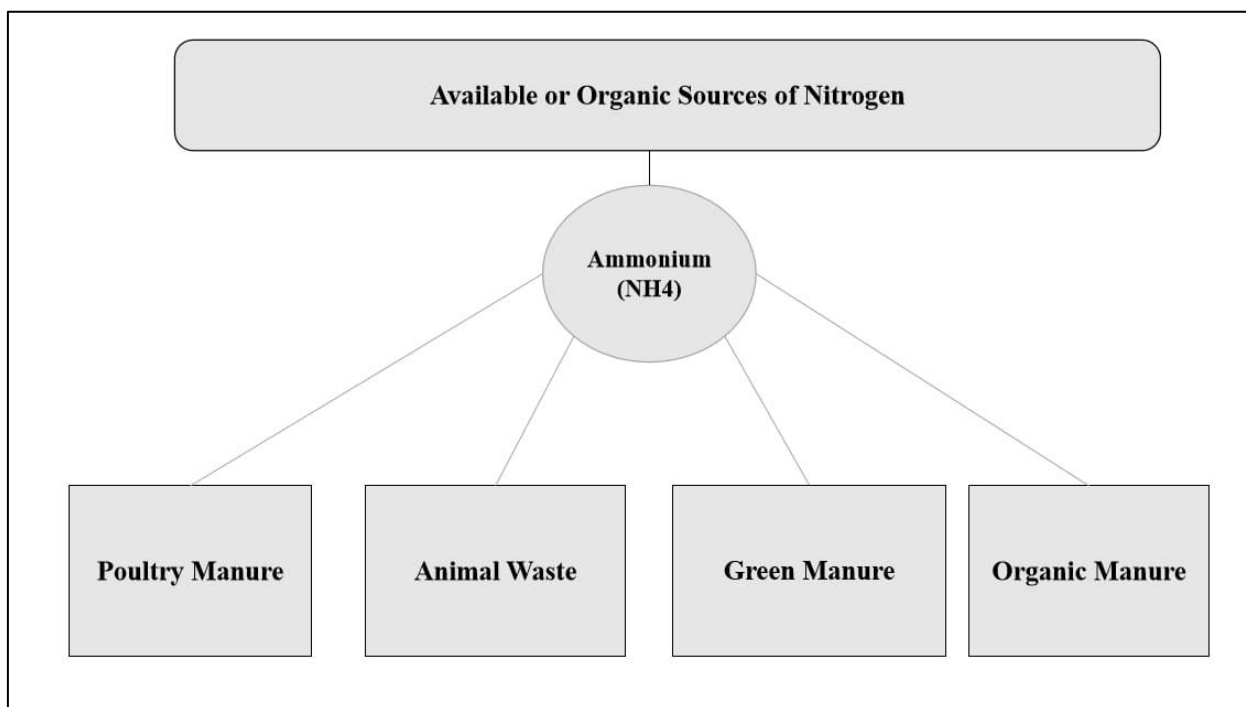 Available or Organic Sources of Nitrogen
Ammonium
(NH4)
Poultry Manure
Animal Waste
Green Manure
Organic Manure